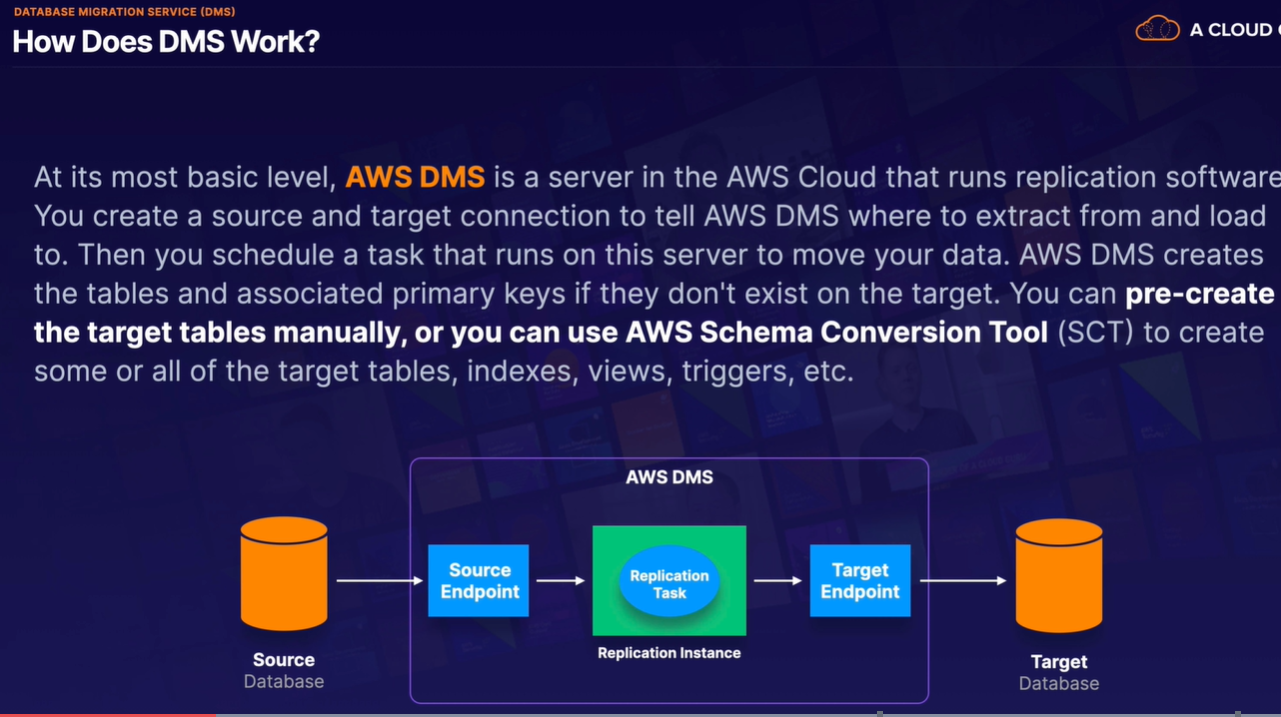 DATABASE MIGRATION SERVICE (DMS)
How Does DMS Work?
A CLOUD
At its most basic level, AWS DMS is a server in the AWS Cloud that runs replication software
You create a source and target connection to tell AWS DMS where to extract from and load
to. Then you schedule a task that runs on this server to move your data. AWS DMS creates
the tables and associated primary keys if they don't exist on the target. You can pre-create
the target tables manually, or you can use AWS Schema Conversion Tool (SCT) to create
some or all of the target tables, indexes, views, triggers, etc.
AWS DMS
Source
Endpoint
Replication
Task
Target
Endpoint
Replication Instance
Source
Database
Target
Database